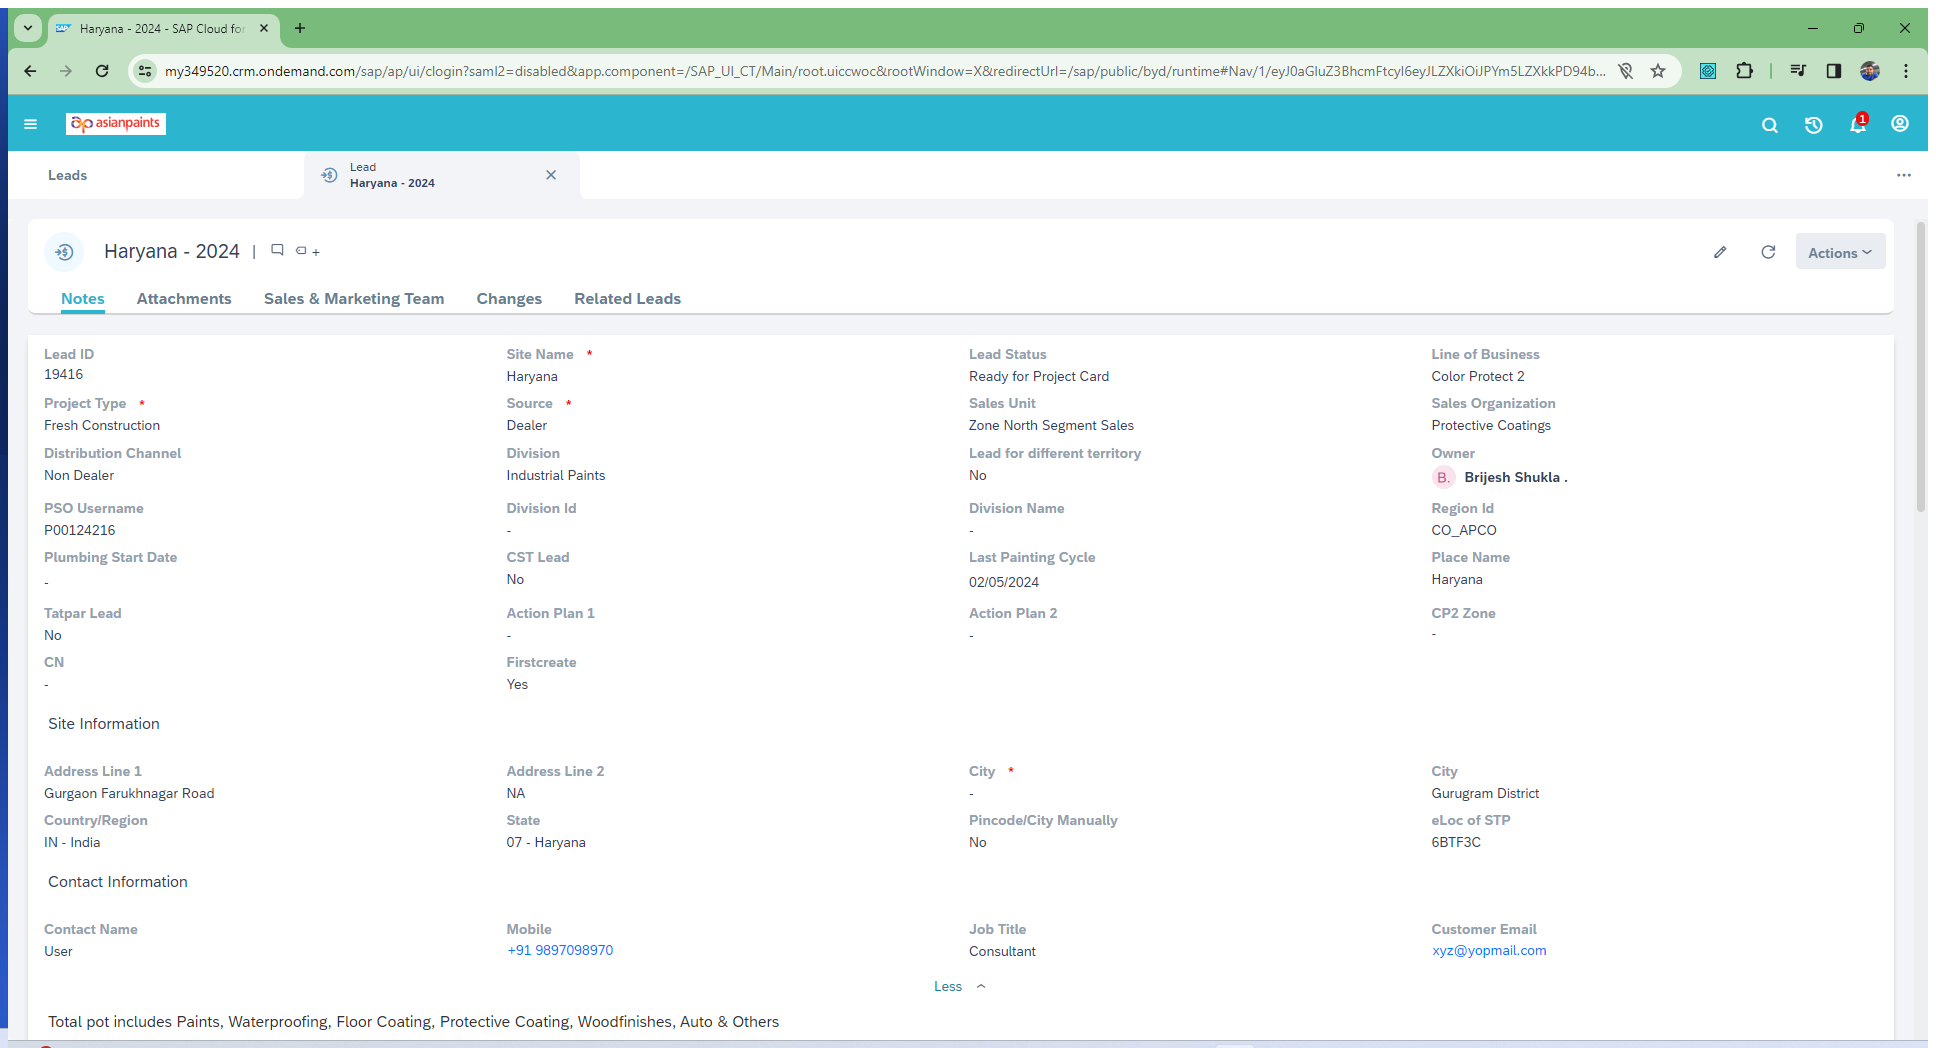 Haryana - 2024 - SAP Cloud for
my349520.crm.ondemand.com/sap/ap/ui/clogin?saml2=disabled&app.component=/SAP_UI_CT/Main/root.uiccwoc&rootWindow=X&redirectUrl=/sap/public/byd/runtime#Nav/1/
asianpaints
1
Leads
Lead
Haryana - 2024
Haryana - 2024 |
Actions
Notes Attachments Sales & Marketing Team Changes Related Leads
Lead ID Site Name * Lead Status Line of Business
19416 Haryana Ready for Project Card Color Protect 2
Project Type * Source * Sales Unit Sales Organization
Fresh Construction Dealer Zone North Segment Sales Protective Coatings
Distribution Channel Division Lead for different territory Owner
Non Dealer Industrial Paints No B. Brijesh Shukla .
PSO Username Division Id Division Name Region Id
P00124216 - - CO_APCO
Plumbing Start Date CST Lead Last Painting Cycle Place Name
- No 02/05/2024 Haryana
Tatpar Lead Action Plan 1 Action Plan 2 CP2 Zone
No - - -
CN Firstcreate
- Yes
Site Information
Address Line 1 Address Line 2 City * City
Gurgaon Farukhnagar Road NA - Gurugram District
Country/Region State Pincode/City Manually eLoc of STP
IN - India 07 - Haryana No 6BTF3C
Contact Information
Contact Name Mobile Job Title Customer Email
User +91 9897098970 Consultant xyz@yopmail.com
Less
Total pot includes Paints, Waterproofing, Floor Coating, Protective Coating, Woodfinishes, Auto & Others